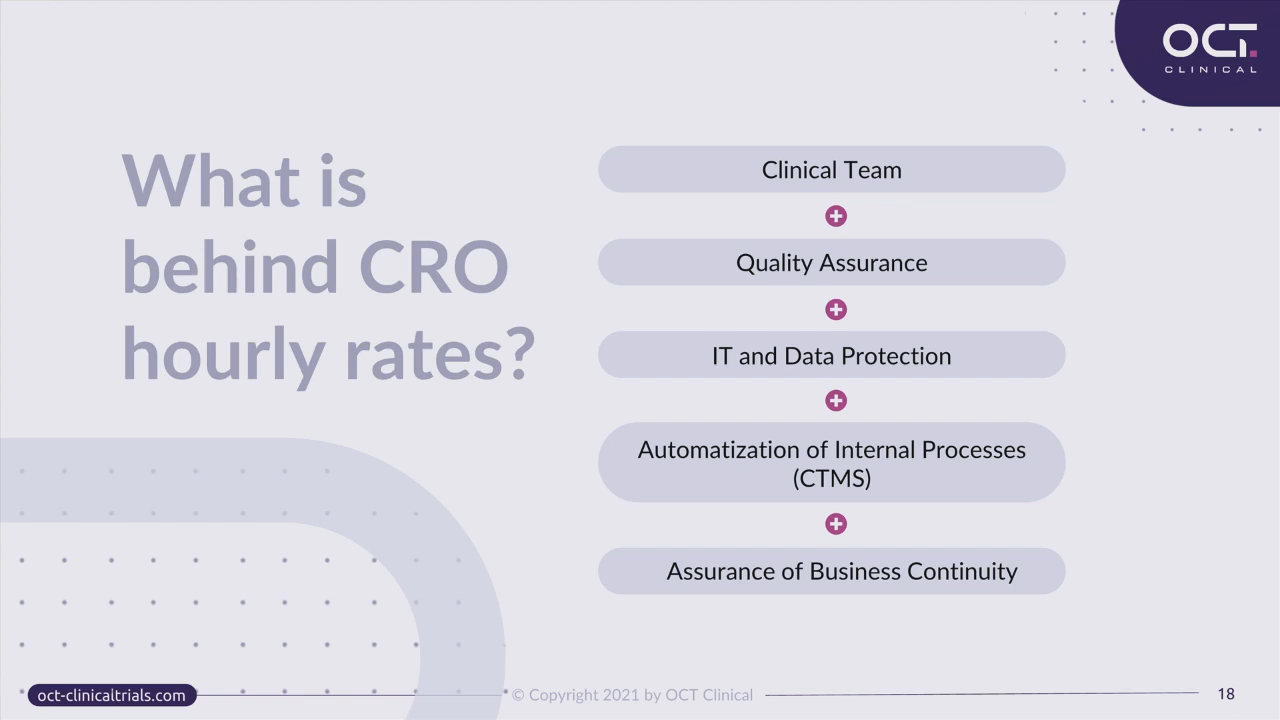 OCT.
CLINICAL
What is
behind CRO
hourly rates?
Clinical Team
Quality Assurance
IT and Data Protection
Automatization of Internal Processes
(CTMS)
Assurance of Business Continuity
oct-clinicaltrials.com
© Copyright 2021 by OCT Clinical
18